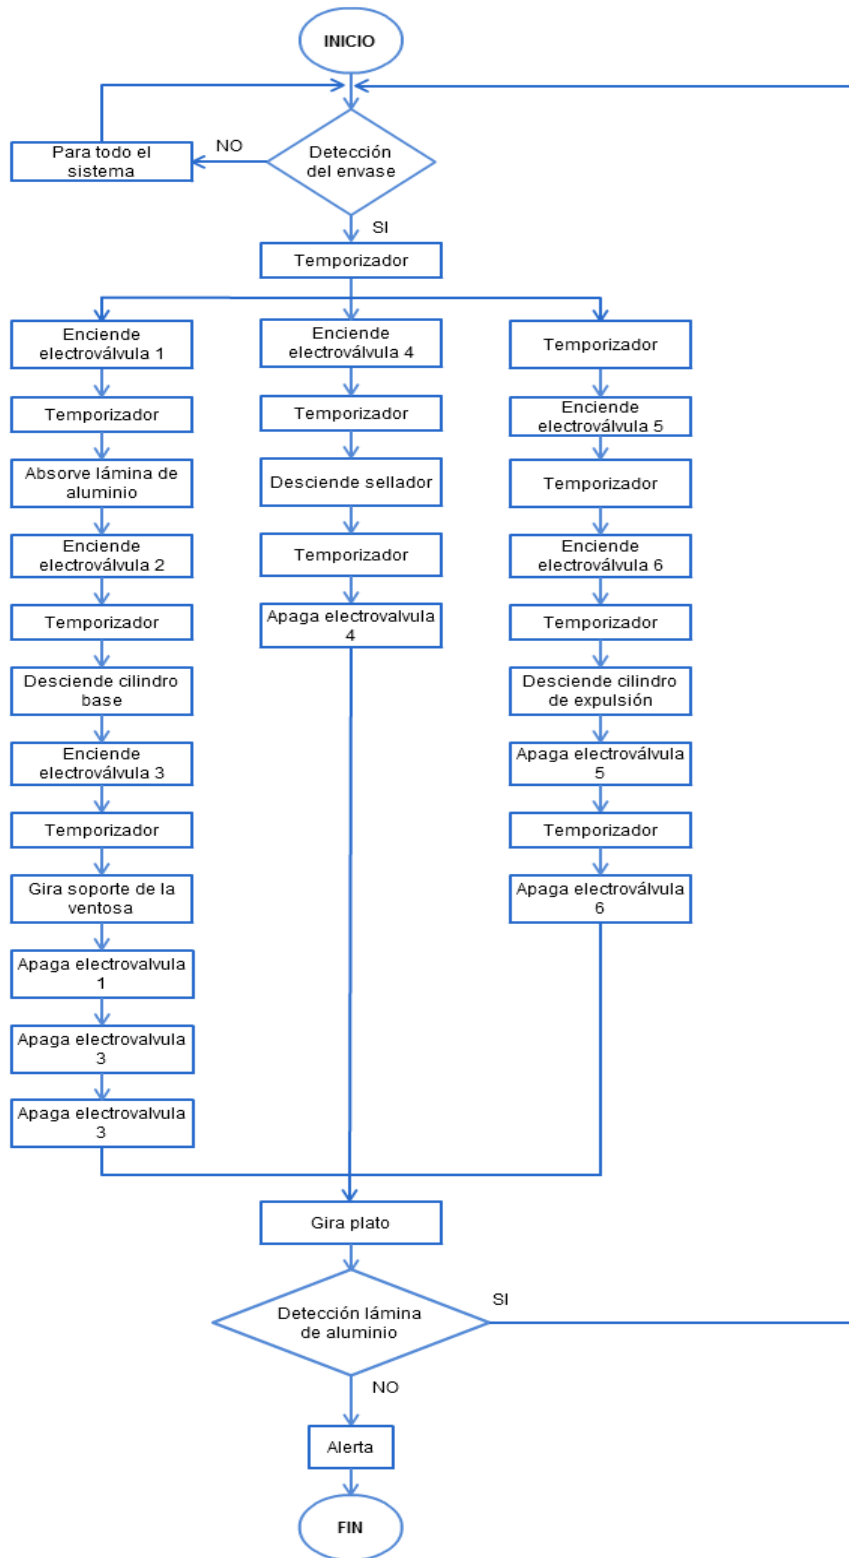 INICIO
Para todo el
sistema
NO
Detección
del envase
SI
Temporizador
Enciende
electroválvula 1
Temporizador
Absorve lámina de
aluminio
Enciende
electroválvula 2
Temporizador
Desciende cilindro
base
Enciende
electroválvula 3
Temporizador
Gira soporte de la
ventosa
Apaga electrovalvula
1
Apaga electrovalvula
3
Apaga electrovalvula
3
Enciende
electroválvula 4
Temporizador
Desciende sellador
Temporizador
Apaga electrovalvula
4
Temporizador
Enciende
electroválvula 5
Temporizador
Enciende
electroválvula 6
Temporizador
Desciende cilindro
de expulsión
Apaga electroválvula
5
Temporizador
Apaga electroválvula
6
Gira plato
Detección lámina
de aluminio
SI
NO
Alerta
FIN